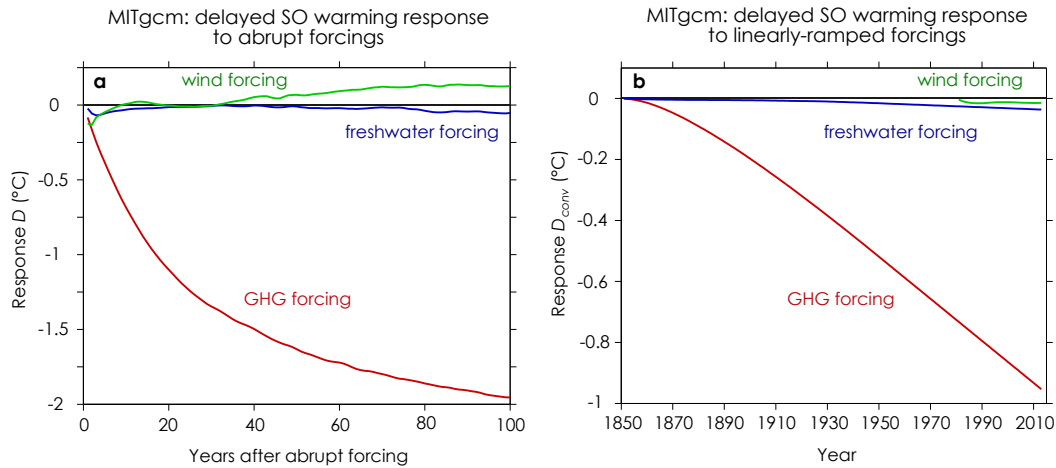 MITgcm: delayed SO warming response
to abrupt forcings
a
wind forcing
freshwater forcing
GHG forcing
0
-0.5
-1
-1.5
-2
Response D (°C)
0
20
40
60
80
100
Years after abrupt forcing
MITgcm: delayed SO warming response
to linearly-ramped forcings
b
wind forcing
freshwater forcing
GHG forcing
0
-0.2
-0.4
-0.6
-0.8
-1
Response Dconv (°C)
1850
1870
1890
1910
1930
1950
1970
1990
2010
Year